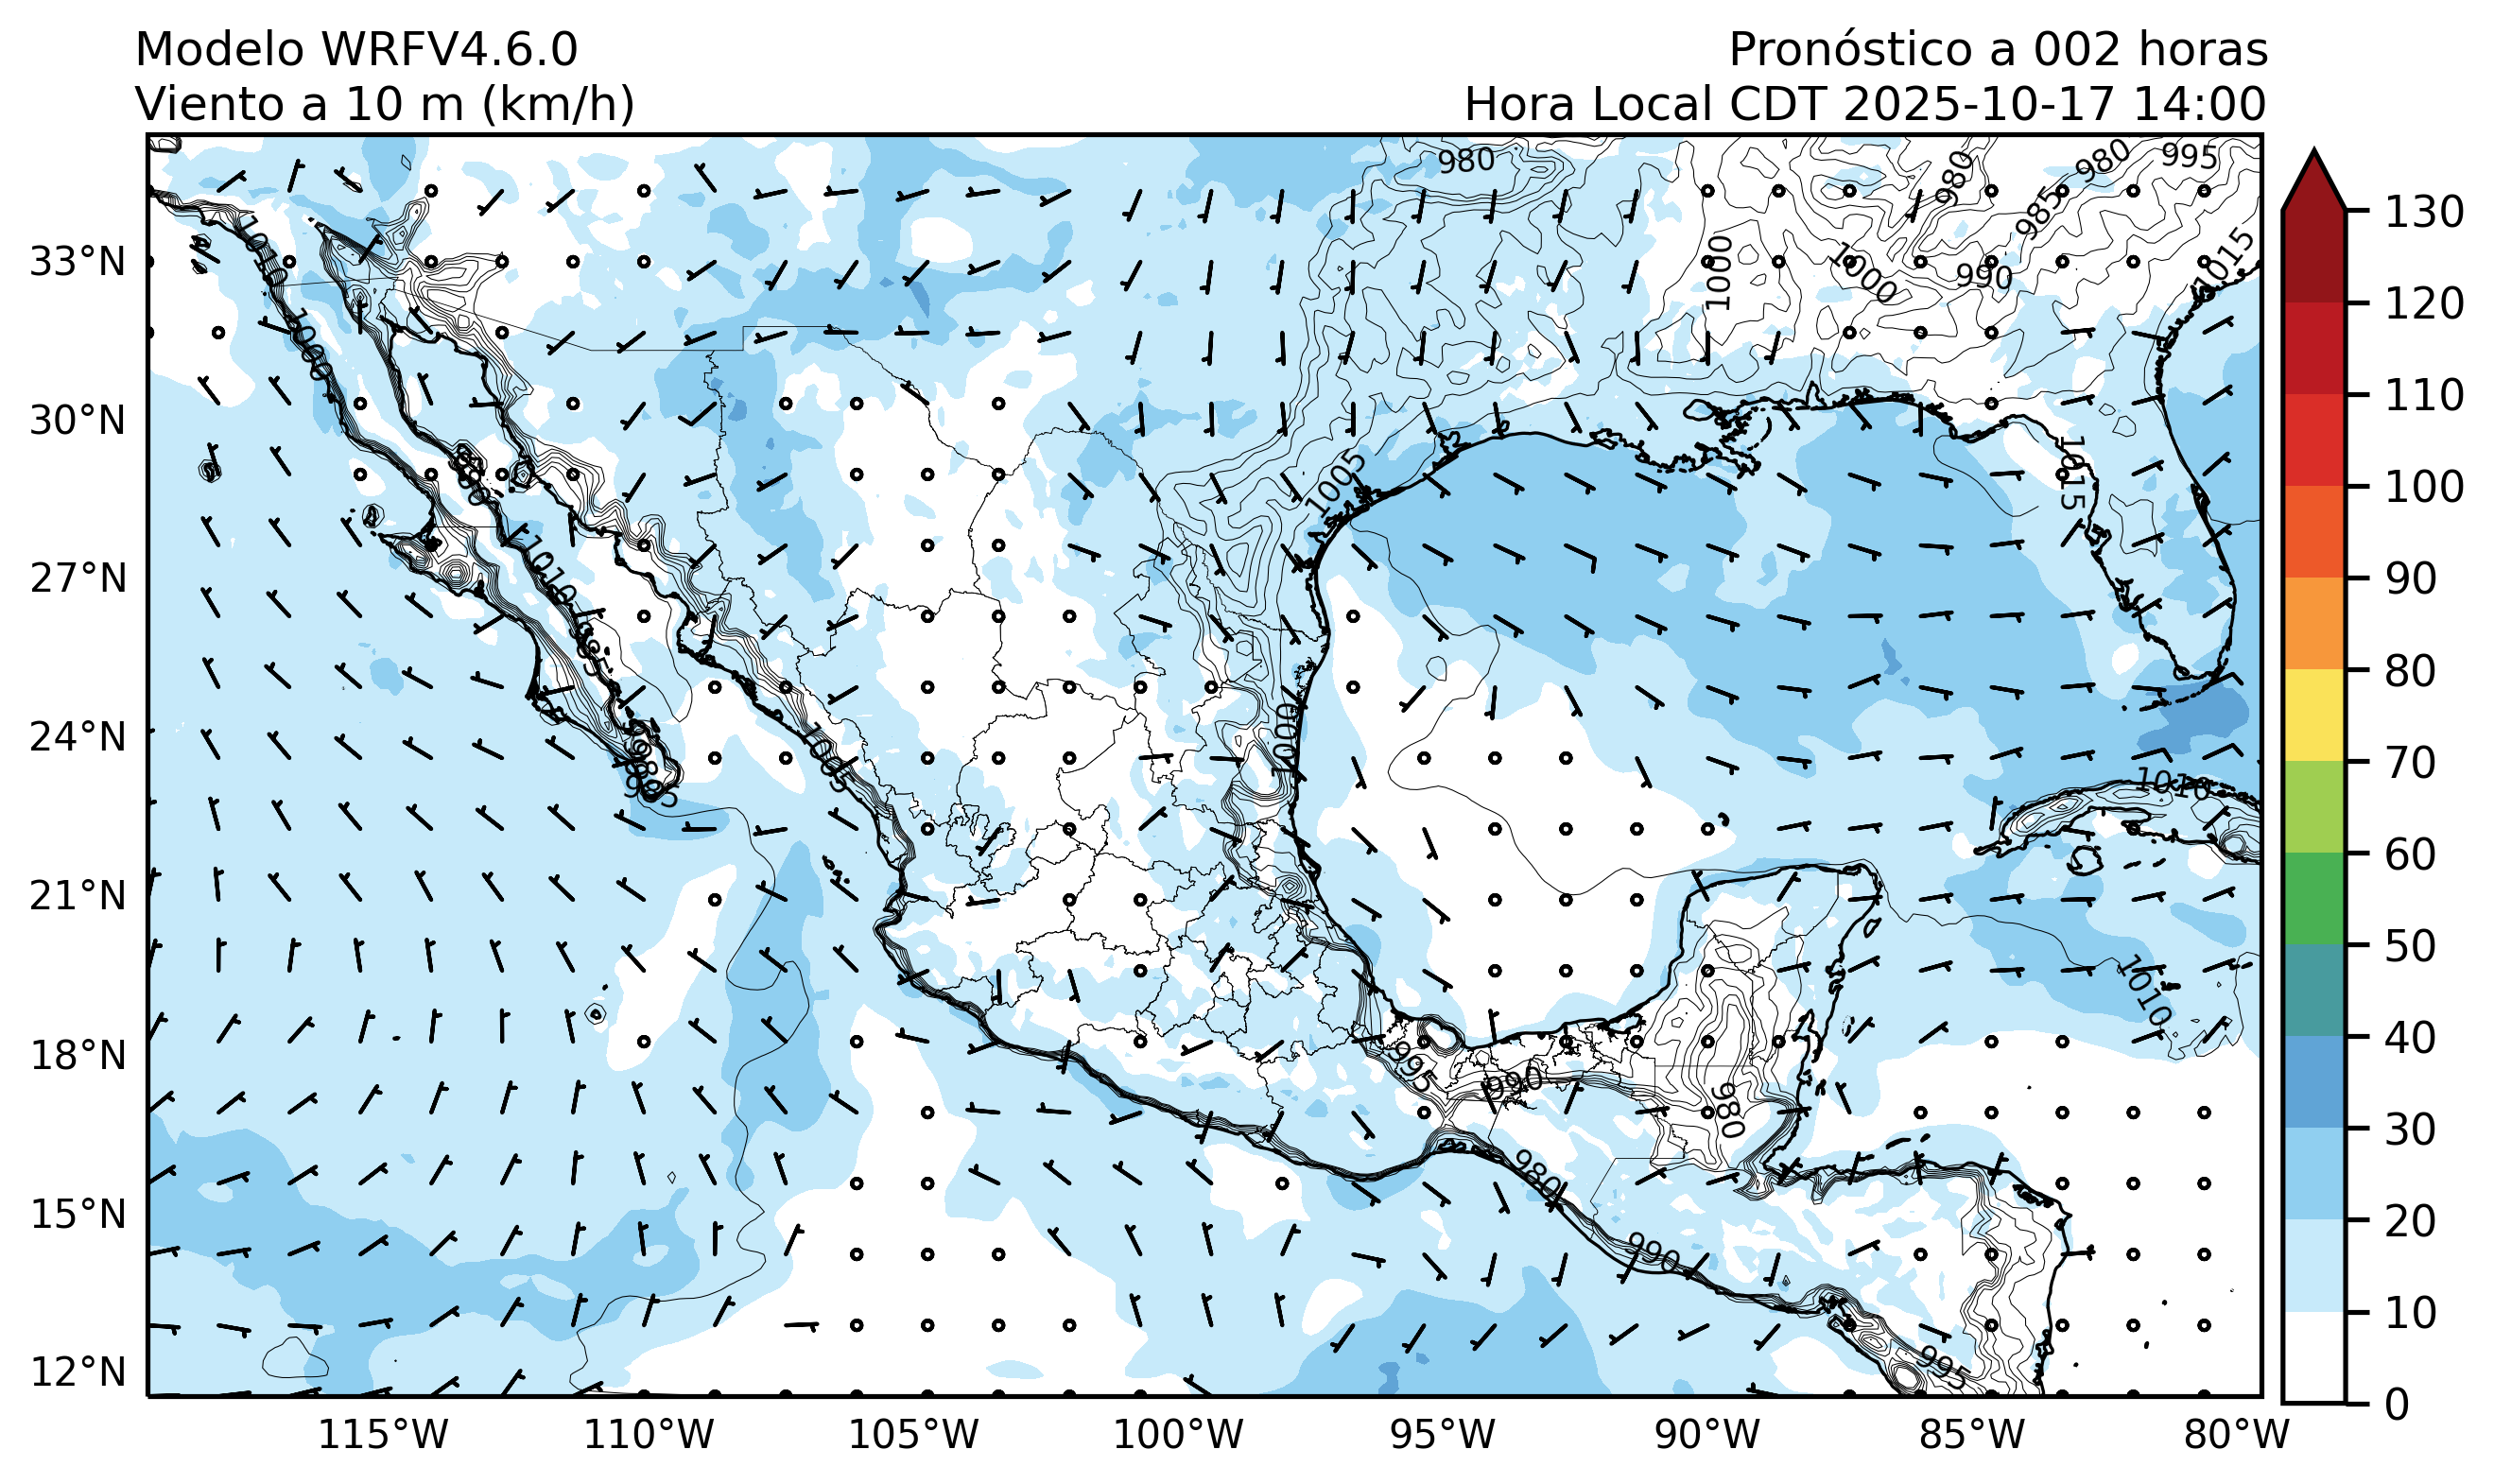 Modelo WRFV4.6.0
Pronóstico a 002 horas
Viento a 10 m (km/h)
Hora Local CDT 2025-10-17 14:00
980
980
980
995
985
1015
1010
1000
1000
990
1000
1005
1015
1010
1005
1000
985
1010
1010
995
990
980
980
990
995
33°N
30°N
27°N
24°N
21°N
18°N
15°N
12°N
115°W
110°W
105°W
100°W
95°W
90°W
85°W
80°W
130
120
110
100
90
80
70
60
50
40
30
20
10
0